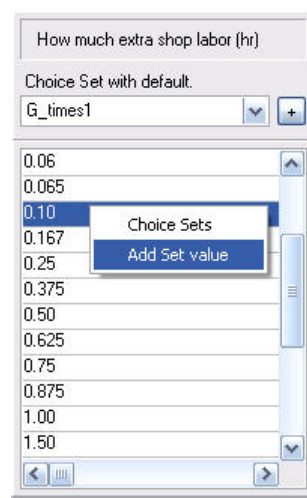 How much extra shop labor (hr)
Choice Set with default.
G_times1
+
0.06
0.065
0.10
Choice Sets
0.167
Add Set value
0.25
0.375
0.50
0.625
0.75
0.875
1.00
1.50